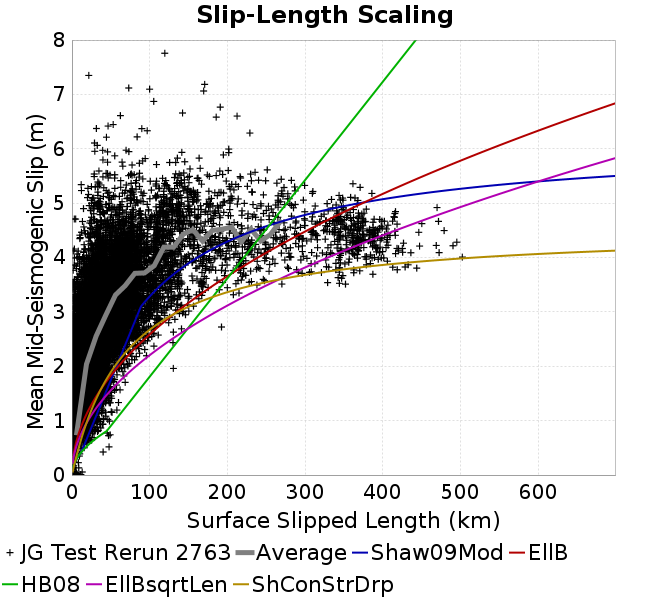 Slip-Length Scaling
Mean Mid-Seismogenic Slip (m)
8
7
6
5
4
3
2
1
0
0 100 200 300 400 500 600
Surface Slipped Length (km)
JG Test Rerun 2763 Average Shaw09Mod EllB
HB08 EllBsqrtLen ShConStrDrp